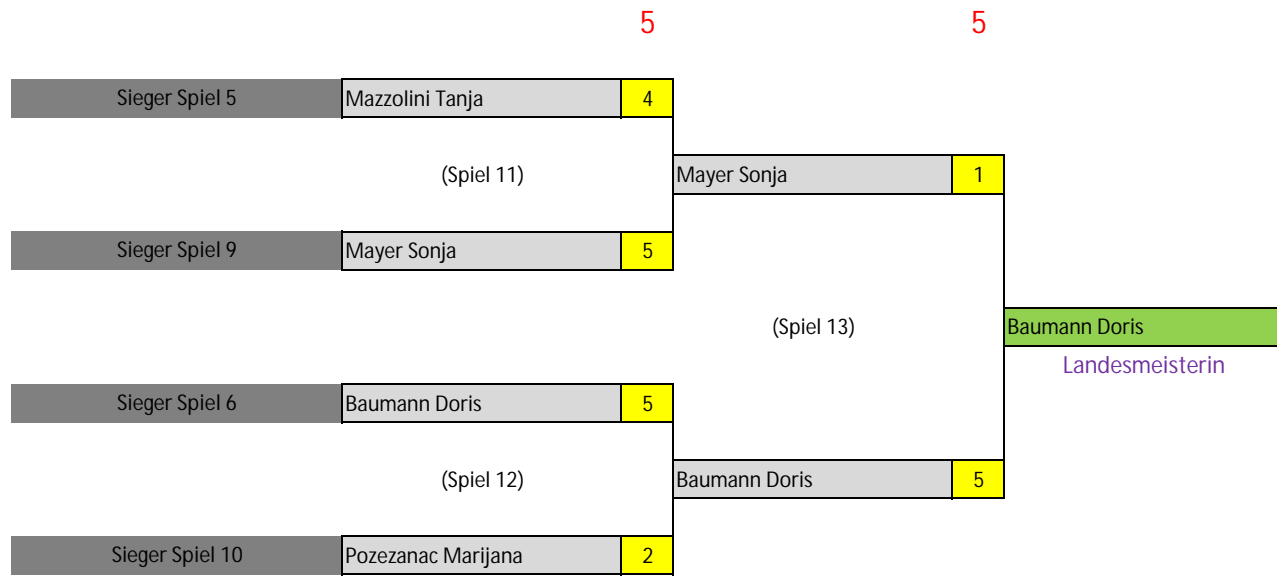 5 5
Sieger Spiel 5 Mazzolini Tanja 4
(Spiel 11) Mayer Sonja 1
Sieger Spiel 9 Mayer Sonja 5
(Spiel 13) Baumann Doris
Landesmeisterin
Sieger Spiel 6 Baumann Doris 5
(Spiel 12) Baumann Doris 5
Sieger Spiel 10 Pozezanac Marijana 2